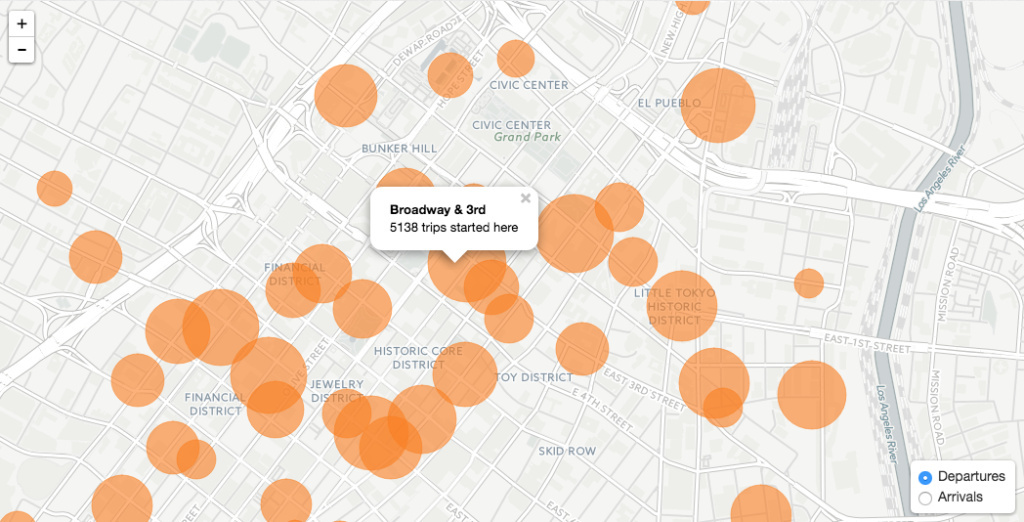 +
−
DEWAP ROAD
HOPE STREET
CIVIC CENTER
NEW HIGH
EL PUEBLO
CIVIC CENTER
Grand Park
BUNKER HILL
Los Angeles River
Broadway & 3rd
5138 trips started here
×
FINANCIAL
DISTRICT
LITTLE TOKYO
HISTORIC
DISTRICT
MISSION ROAD
EAST 1ST STREET
HISTORIC CORE
DISTRICT
OLIVE STREET
JEWELRY
DISTRICT
TOY DISTRICT
EAST 3RD STREET
E 4TH STREET
FINANCIAL
DISTRICT
MISSION ROAD
Los Angeles River
SKID ROW
Departures
Arrivals